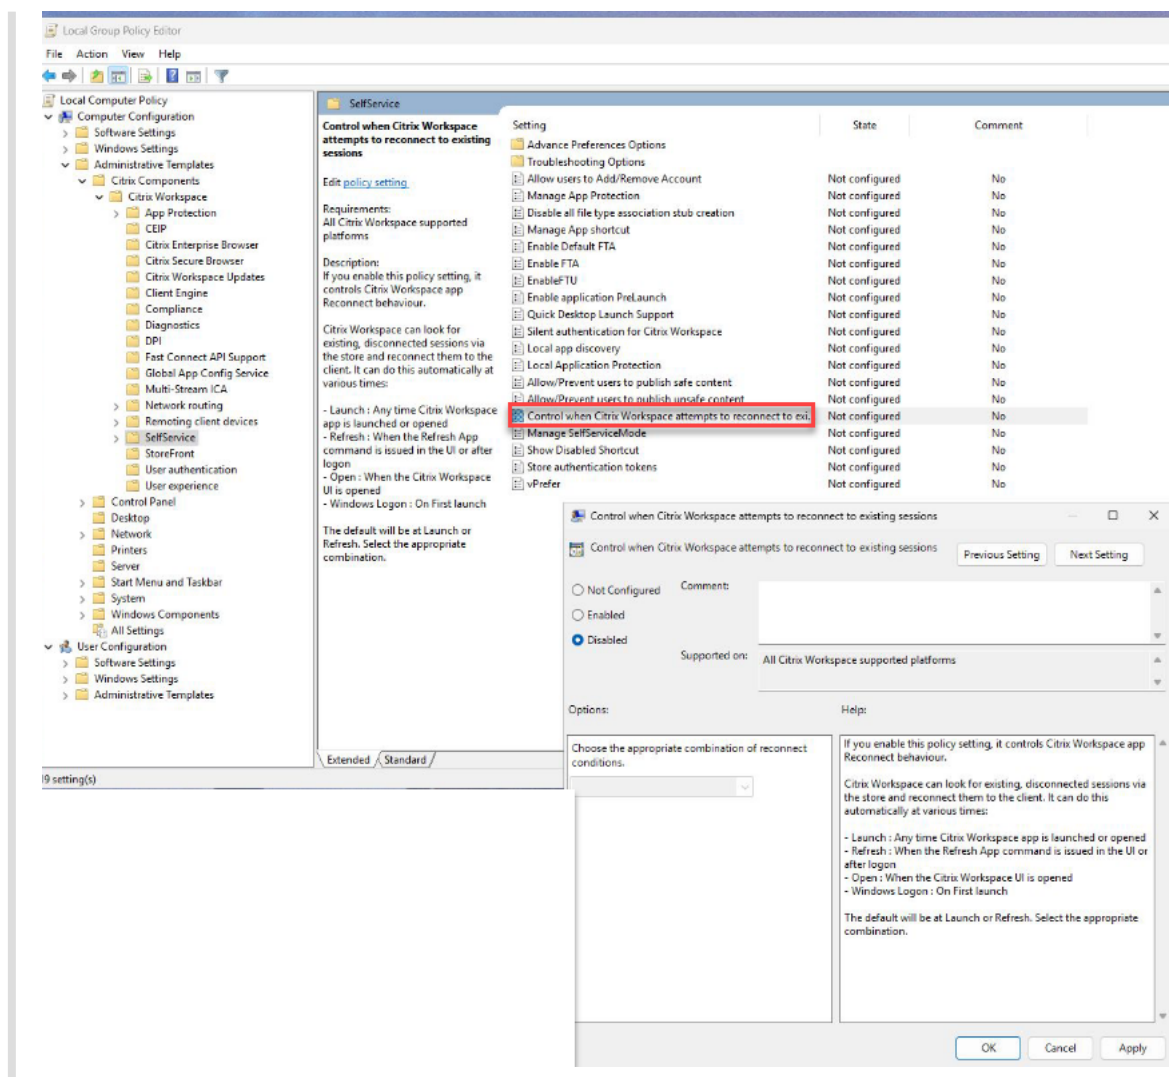 Local Group Policy Editor
File Action View Help
Local Computer Policy
Computer Configuration
Software Settings
Windows Settings
Administrative Templates
Citrix Components
Citrix Workspace
App Protection
CEIP
Citrix Enterprise Browser
Citrix Secure Browser
Citrix Workspace Updates
Client Engine
Compliance
Diagnostics
DPI
Fast Connect API Support
Global App Config Service
Multi-Stream ICA
Network routing
Remoting client devices
SelfService
StoreFront
User authentication
User experience
Control Panel
Desktop
Network
Printers
Server
Start Menu and Taskbar
System
Windows Components
All Settings
User Configuration
Software Settings
Windows Settings
Administrative Templates
9 setting(s)
SelfService
Control when Citrix Workspace
attempts to reconnect to existing
sessions
Edit policy setting
Requirements:
All Citrix Workspace supported
platforms
Description:
If you enable this policy setting, it
controls Citrix Workspace app
Reconnect behaviour.
Citrix Workspace can look for
existing, disconnected sessions via
the store and reconnect them to the
client. It can do this automatically at
various times:
- Launch : Any time Citrix Workspace
app is launched or opened
- Refresh : When the Refresh App
command is issued in the UI or after
logon
- Open : When the Citrix Workspace
UI is opened
- Windows Logon : On First launch
The default will be at Launch or
Refresh. Select the appropriate
combination.
Extended Standard
Setting State Comment
Advance Preferences Options
Troubleshooting Options
Allow users to Add/Remove Account Not configured No
Manage App Protection Not configured No
Disable all file type association stub creation Not configured No
Manage App shortcut Not configured No
Enable Default FTA Not configured No
Enable FTA Not configured No
EnableFTU Not configured No
Enable application PreLaunch Not configured No
Quick Desktop Launch Support Not configured No
Silent authentication for Citrix Workspace Not configured No
Local app discovery Not configured No
Local Application Protection Not configured No
Allow/Prevent users to publish safe content Not configured No
Allow/Prevent users to publish unsafe content Not configured No
Control when Citrix Workspace attempts to reconnect to exi... Not configured No
Manage SelfServiceMode Not configured No
Show Disabled Shortcut Not configured No
Store authentication tokens Not configured No
vPrefer Not configured No
Control when Citrix Workspace attempts to reconnect to existing sessions
Control when Citrix Workspace attempts to reconnect to existing sessions
Previous Setting Next Setting
Not Configured Comment:
Enabled
Disabled
Supported on: All Citrix Workspace supported platforms
Options: Help:
Choose the appropriate combination of reconnect
conditions.
If you enable this policy setting, it controls Citrix Workspace app
Reconnect behaviour.
Citrix Workspace can look for existing, disconnected sessions via
the store and reconnect them to the client. It can do this
automatically at various times:
- Launch : Any time Citrix Workspace app is launched or opened
- Refresh : When the Refresh App command is issued in the UI or
after logon
- Open : When the Citrix Workspace UI is opened
- Windows Logon : On First launch
The default will be at Launch or Refresh. Select the appropriate
combination.
OK Cancel Apply